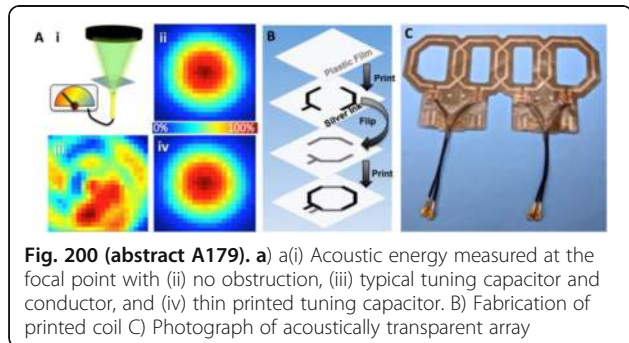 A i
ii
B
C
Plastic Film
Print
Silver Ink
Flip
0% 100%
iii
iv
Print
Fig. 200 (abstract A179). a) a(i) Acoustic energy measured at the
focal point with (ii) no obstruction, (iii) typical tuning capacitor and
conductor, and (iv) thin printed tuning capacitor. B) Fabrication of
printed coil C) Photograph of acoustically transparent array